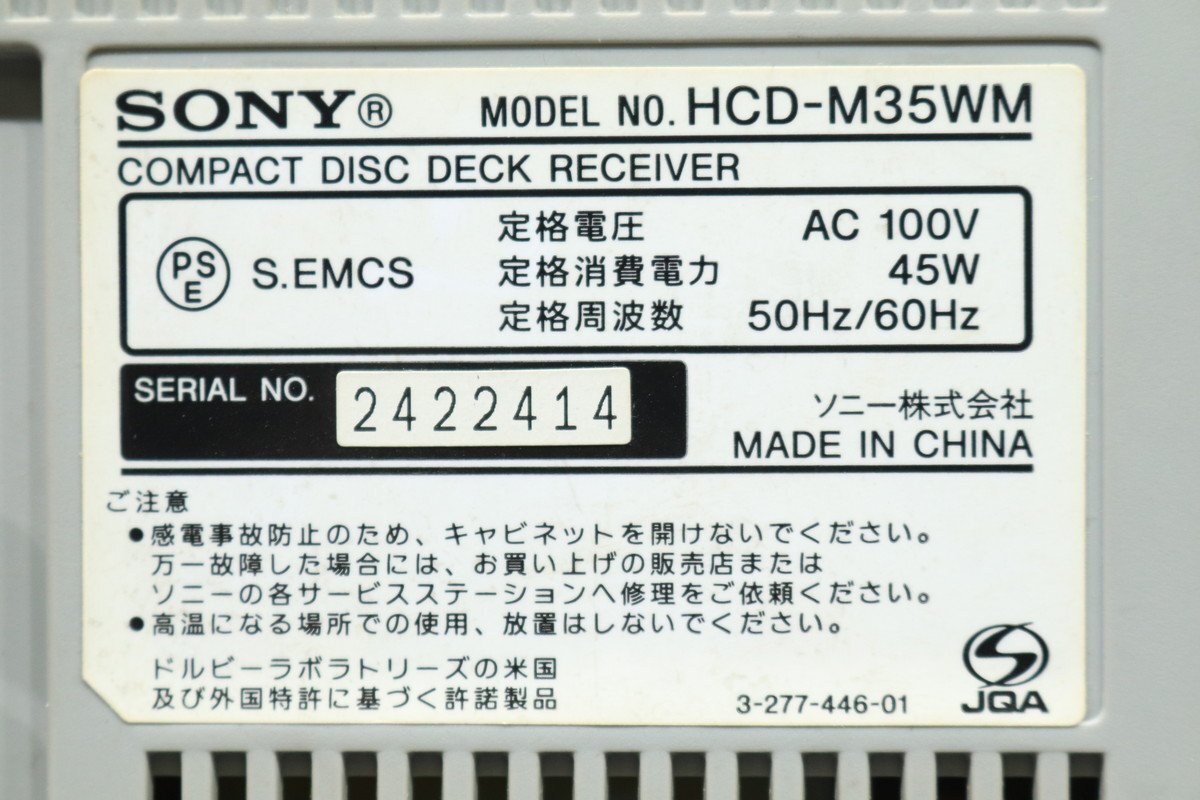 SONY® MODEL NO. HCD-M35WM
COMPACT DISC DECK RECEIVER
PSE S.EMCS
定格電圧 AC 100V
定格消費電力 45W
定格周波数 50Hz/60Hz
SERIAL NO. 2422414
ソニー株式会社
MADE IN CHINA
ご注意
●感電事故防止のため、キャビネットを開けないでください。
万一故障した場合には、お買い上げの販売店または
ソニーの各サービスステーションへ修理をご依頼ください。
●高温になる場所での使用、放置はしないでください。
ドルビーラボラトリーズの米国
及び外国特許に基づく許諾製品
3-277-446-01
JQA